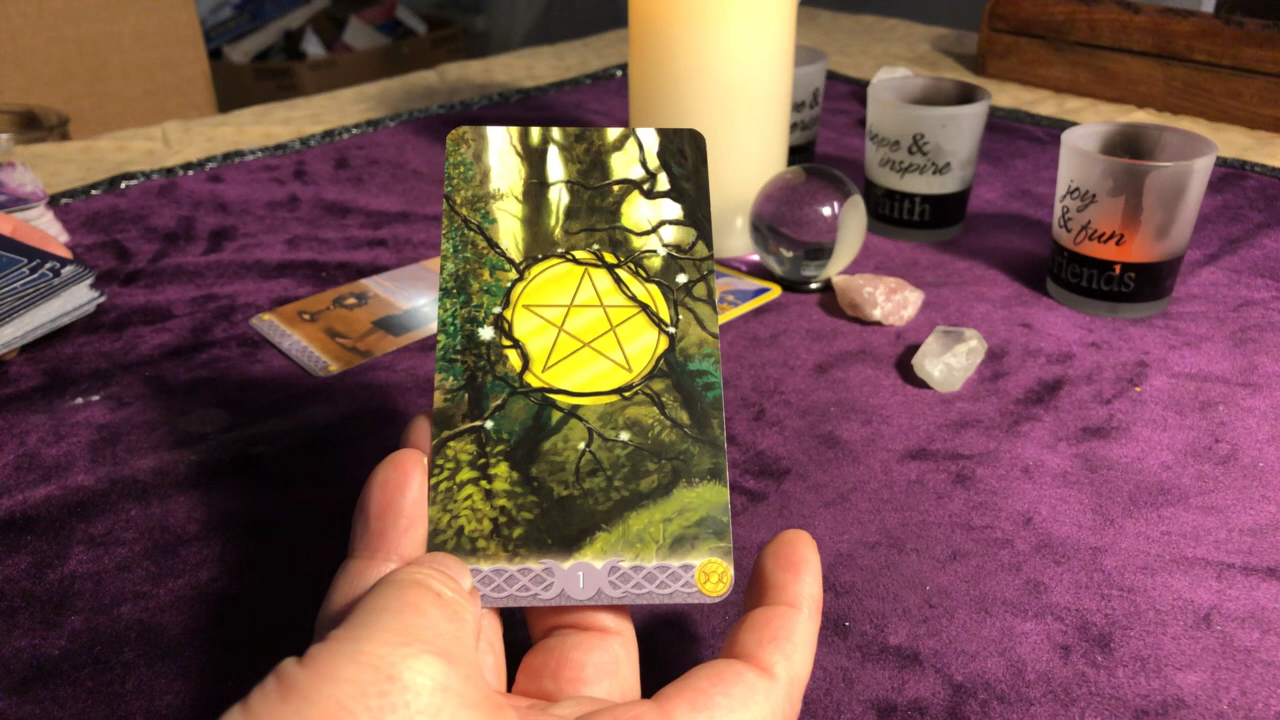 hope &
inspire
faith
joy
& fun
friends
1